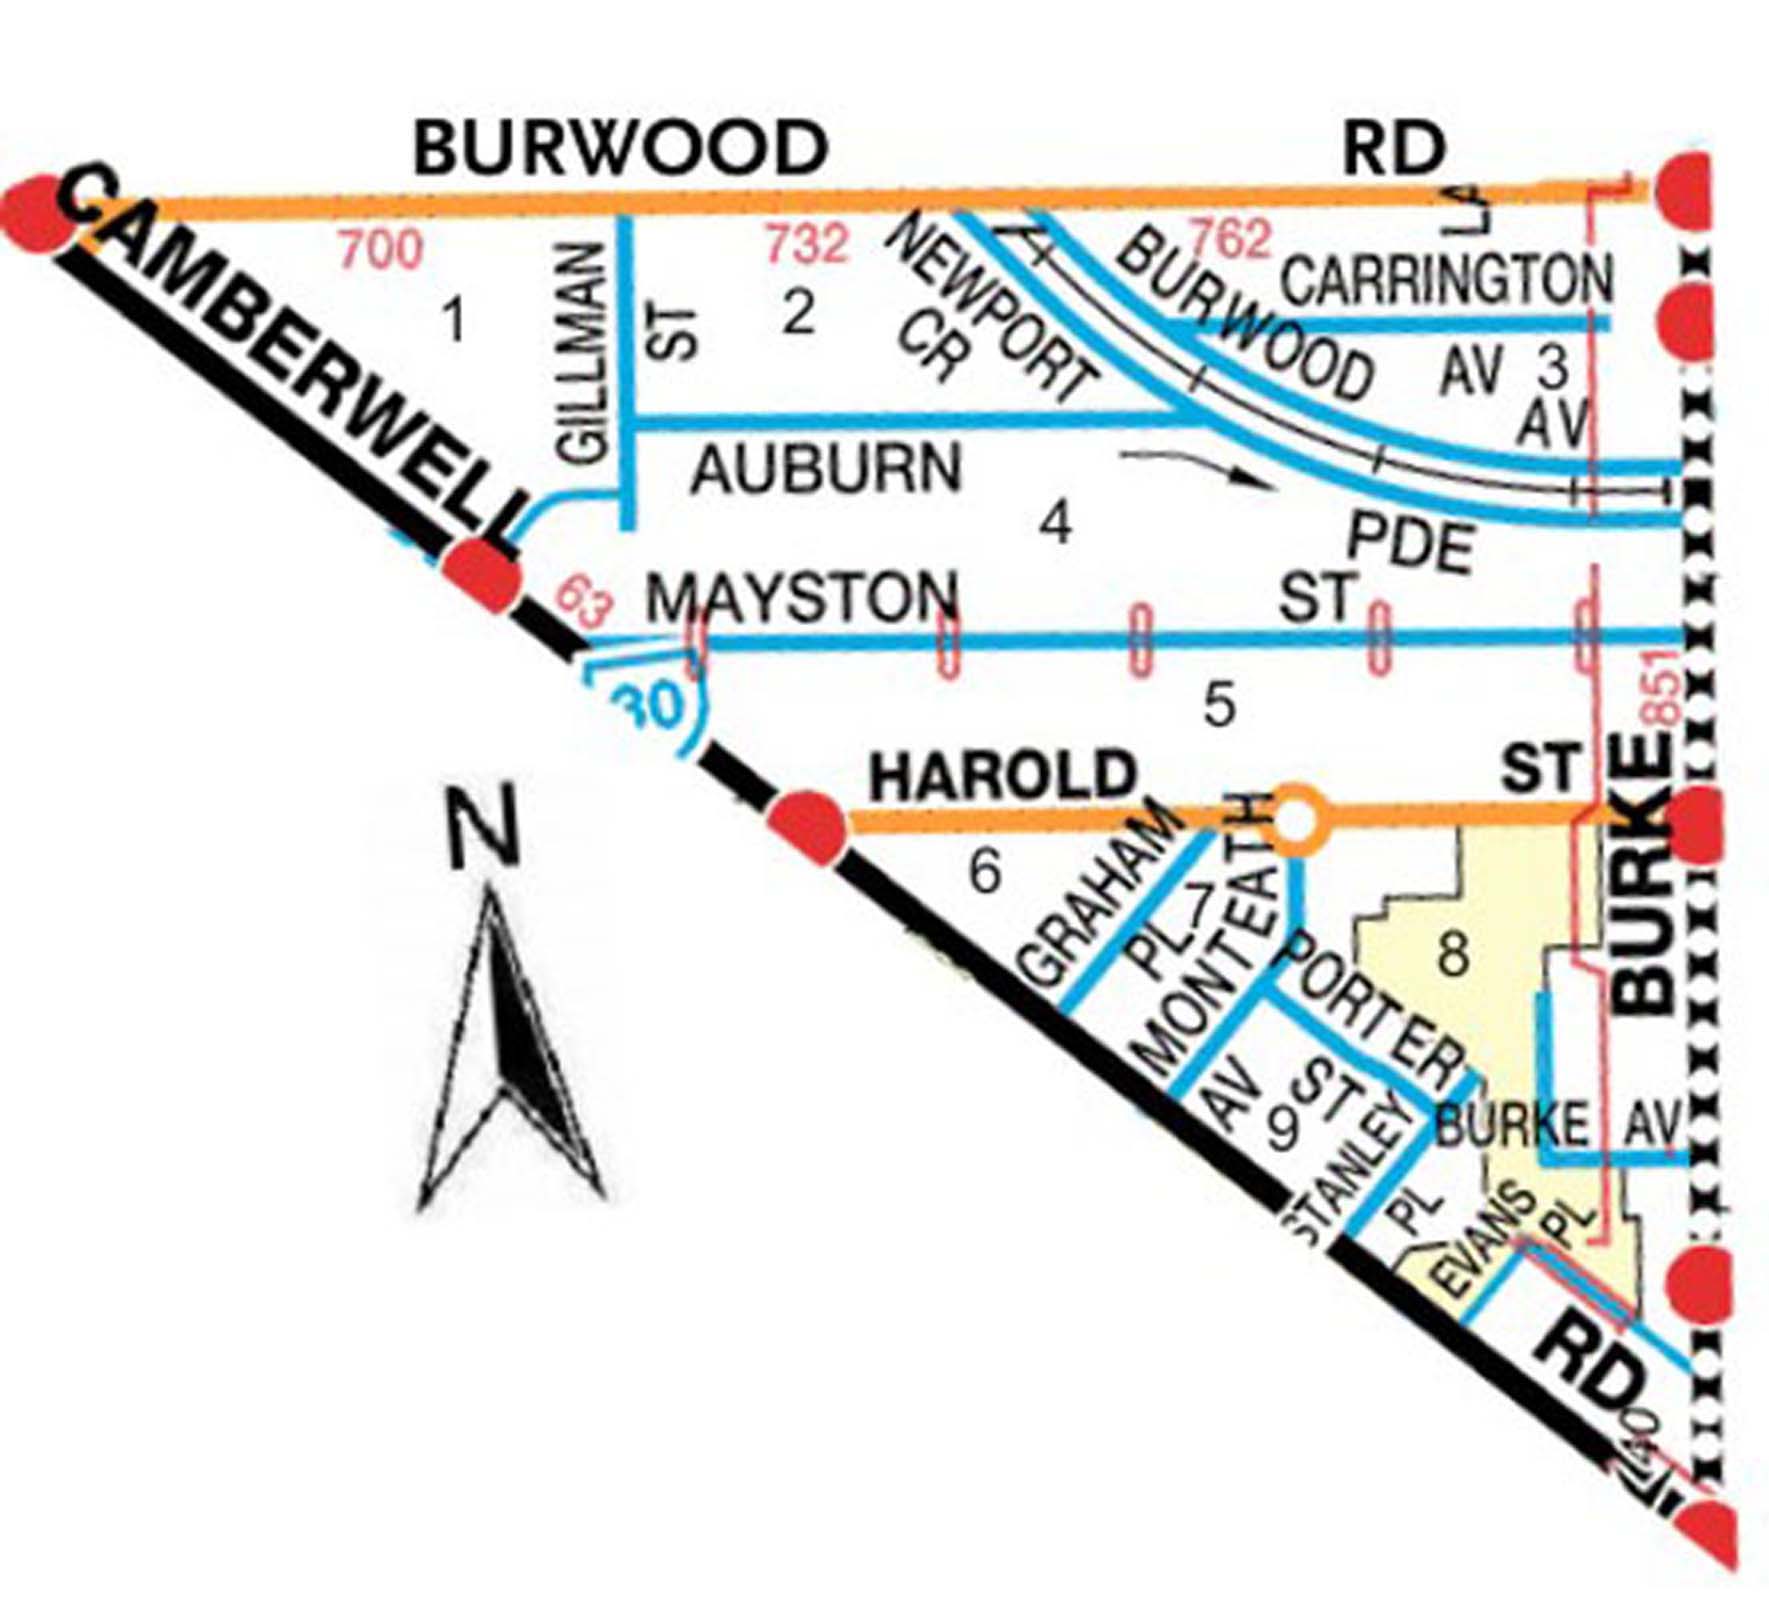 BURWOOD RD
CAMBERWELL
700
732
762
LA
1
GILLMAN ST
2
NEWPORT CR
BURWOOD AV
CARRINGTON AV
3
AUBURN PDE
4
63
MAYSTON ST
30
5
851
HAROLD ST
BURKE
N
6
GRAHAM PL
7
MONTEATH AV
PORTER ST
8
9
STANLEY PL
BURKE AV
EVANS PL
RD